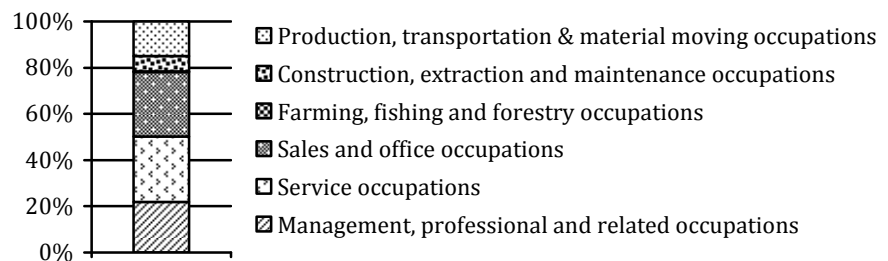 100%
80%
60%
40%
20%
0%
Production, transportation & material moving occupations
Construction, extraction and maintenance occupations
Farming, fishing and forestry occupations
Sales and office occupations
Service occupations
Management, professional and related occupations